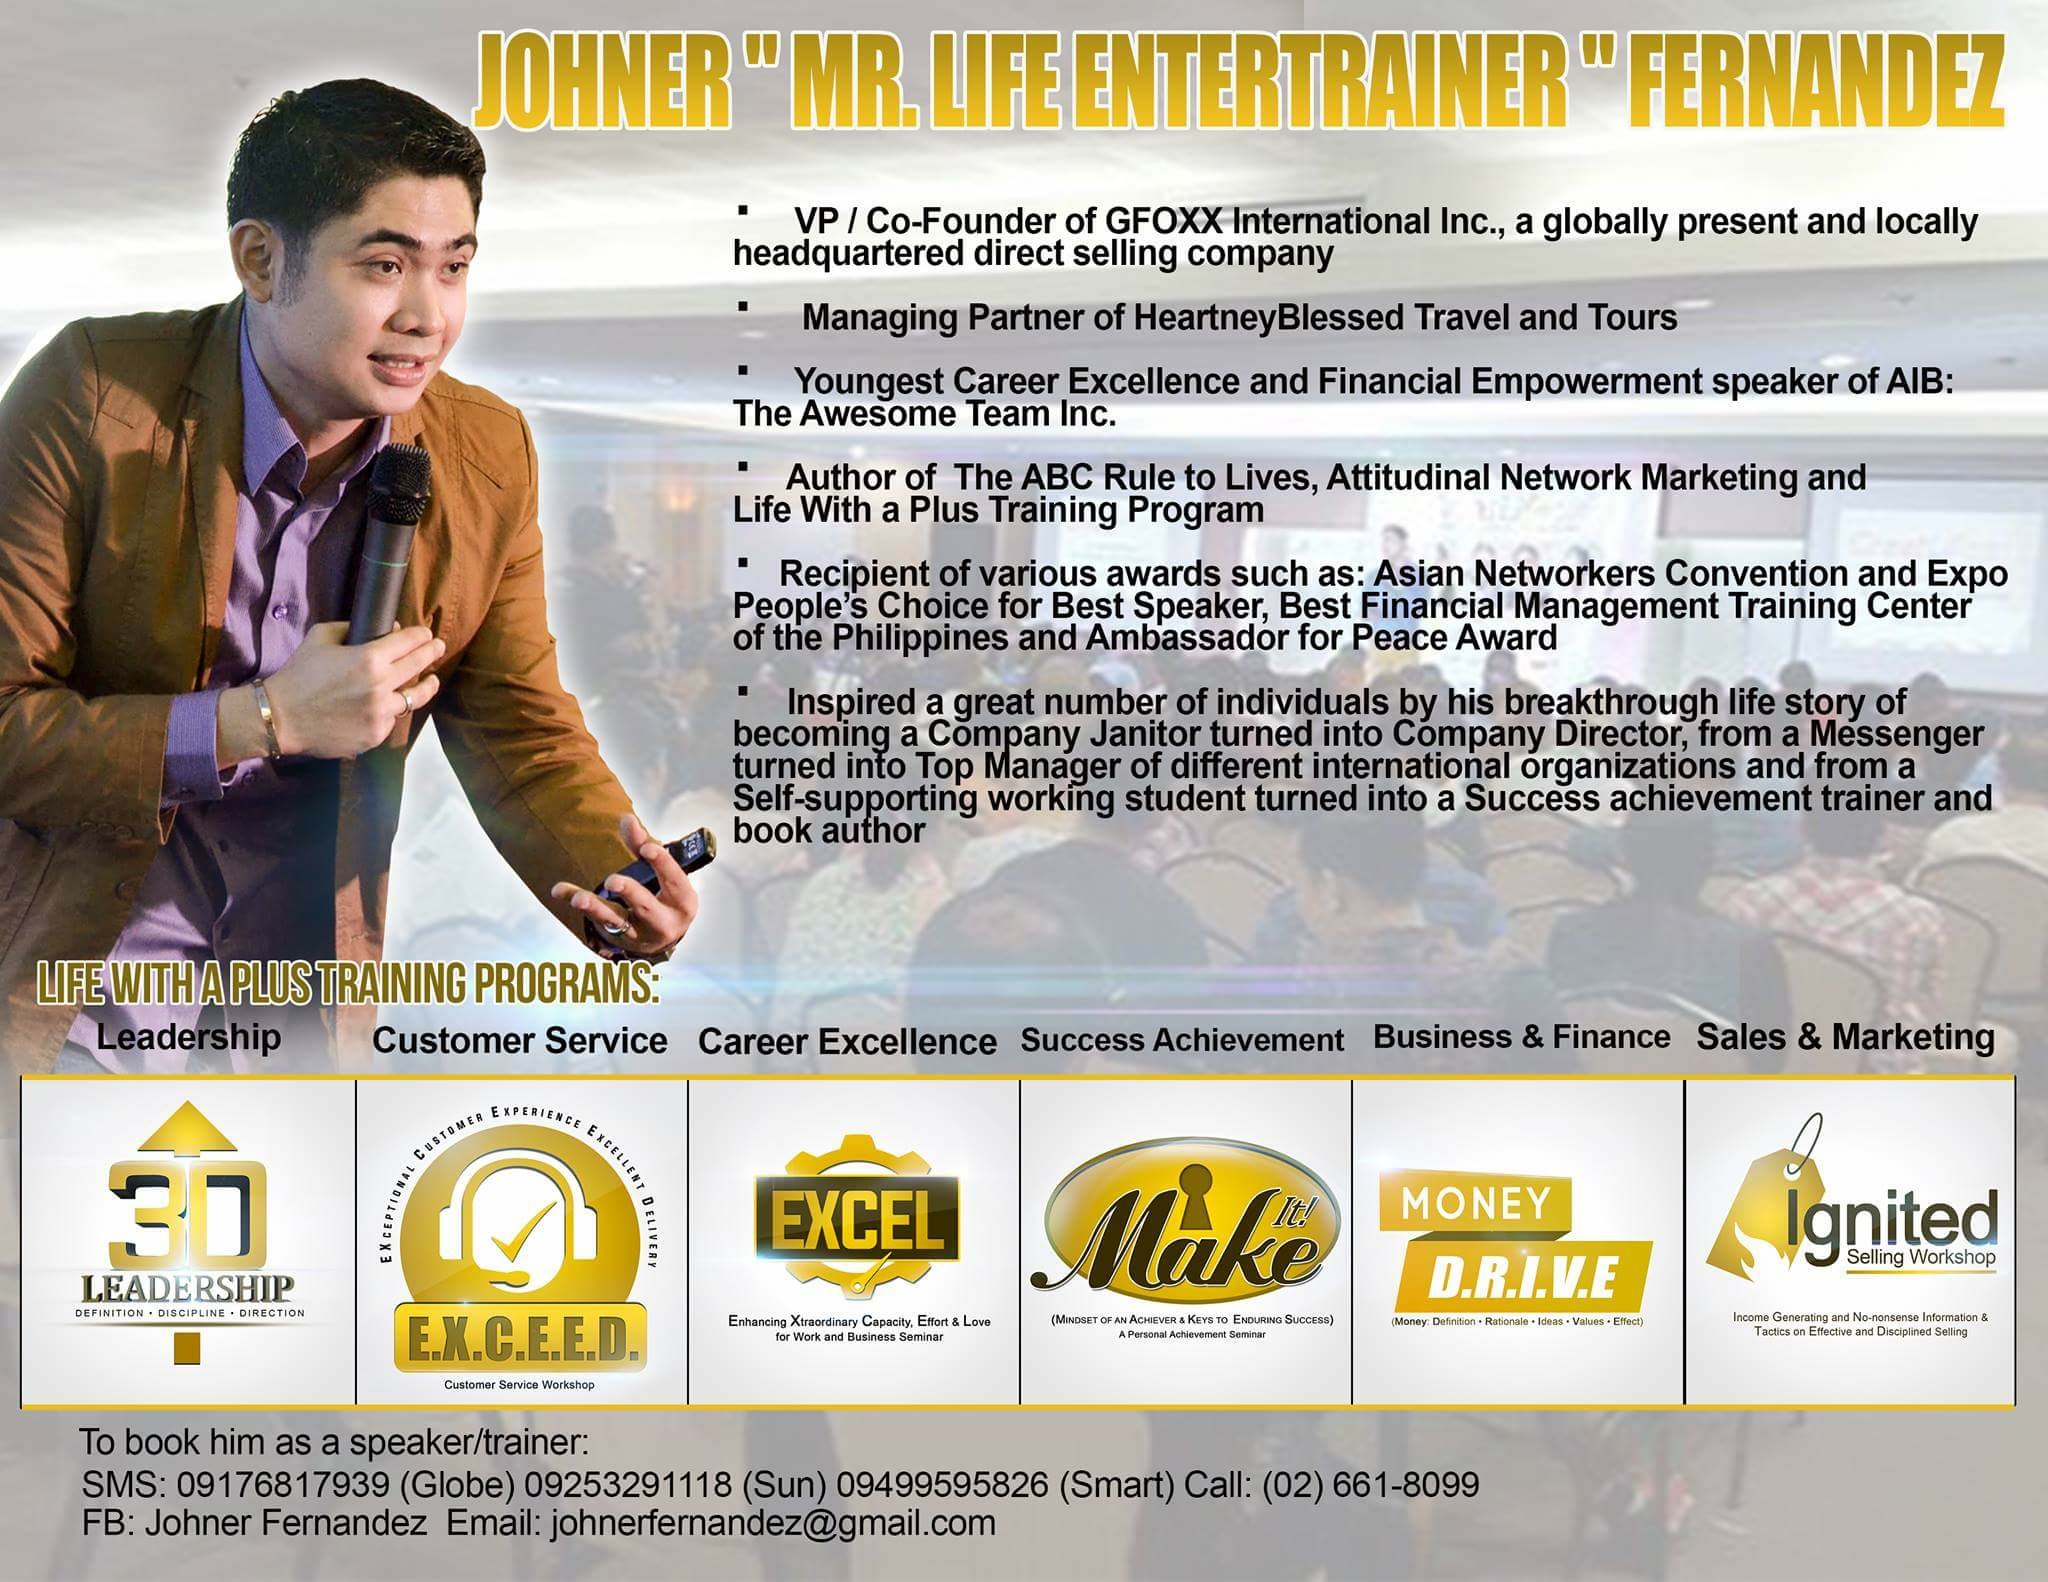 JOHNER " MR. LIFE ENTERTRAINER " FERNANDEZ
▪ VP / Co-Founder of GFOXX International Inc., a globally present and locally
headquartered direct selling company
▪ Managing Partner of HeartneyBlessed Travel and Tours
▪ Youngest Career Excellence and Financial Empowerment speaker of AIB:
The Awesome Team Inc.
▪ Author of The ABC Rule to Lives, Attitudinal Network Marketing and
Life With a Plus Training Program
▪ Recipient of various awards such as: Asian Networkers Convention and Expo
People's Choice for Best Speaker, Best Financial Management Training Center
of the Philippines and Ambassador for Peace Award
▪ Inspired a great number of individuals by his breakthrough life story of
becoming a Company Janitor turned into Company Director, from a Messenger
turned into Top Manager of different international organizations and from a
Self-supporting working student turned into a Success achievement trainer and
book author
LIFE WITH A PLUS TRAINING PROGRAMS:
Leadership
3D
LEADERSHIP
DEFINITION • DISCIPLINE • DIRECTION
Customer Service
EXCEPTIONAL CUSTOMER EXPERIENCE EXCELLENT DELIVERY
E.X.C.E.E.D.
Customer Service Workshop
Career Excellence
EXCEL
Enhancing Xtraordinary Capacity, Effort & Love
for Work and Business Seminar
Success Achievement
Make It!
(MINDSET OF AN ACHIEVER & KEYS TO ENDURING SUCCESS)
A Personal Achievement Seminar
Business & Finance
MONEY
D.R.I.V.E
(Money: Definition • Rationale • Ideas • Values • Effect)
Sales & Marketing
Ignited
Selling Workshop
Income Generating and No-nonsense Information &
Tactics on Effective and Disciplined Selling
To book him as a speaker/trainer:
SMS: 09176817939 (Globe) 09253291118 (Sun) 09499595826 (Smart) Call: (02) 661-8099
FB: Johner Fernandez Email: johnerfernandez@gmail.com